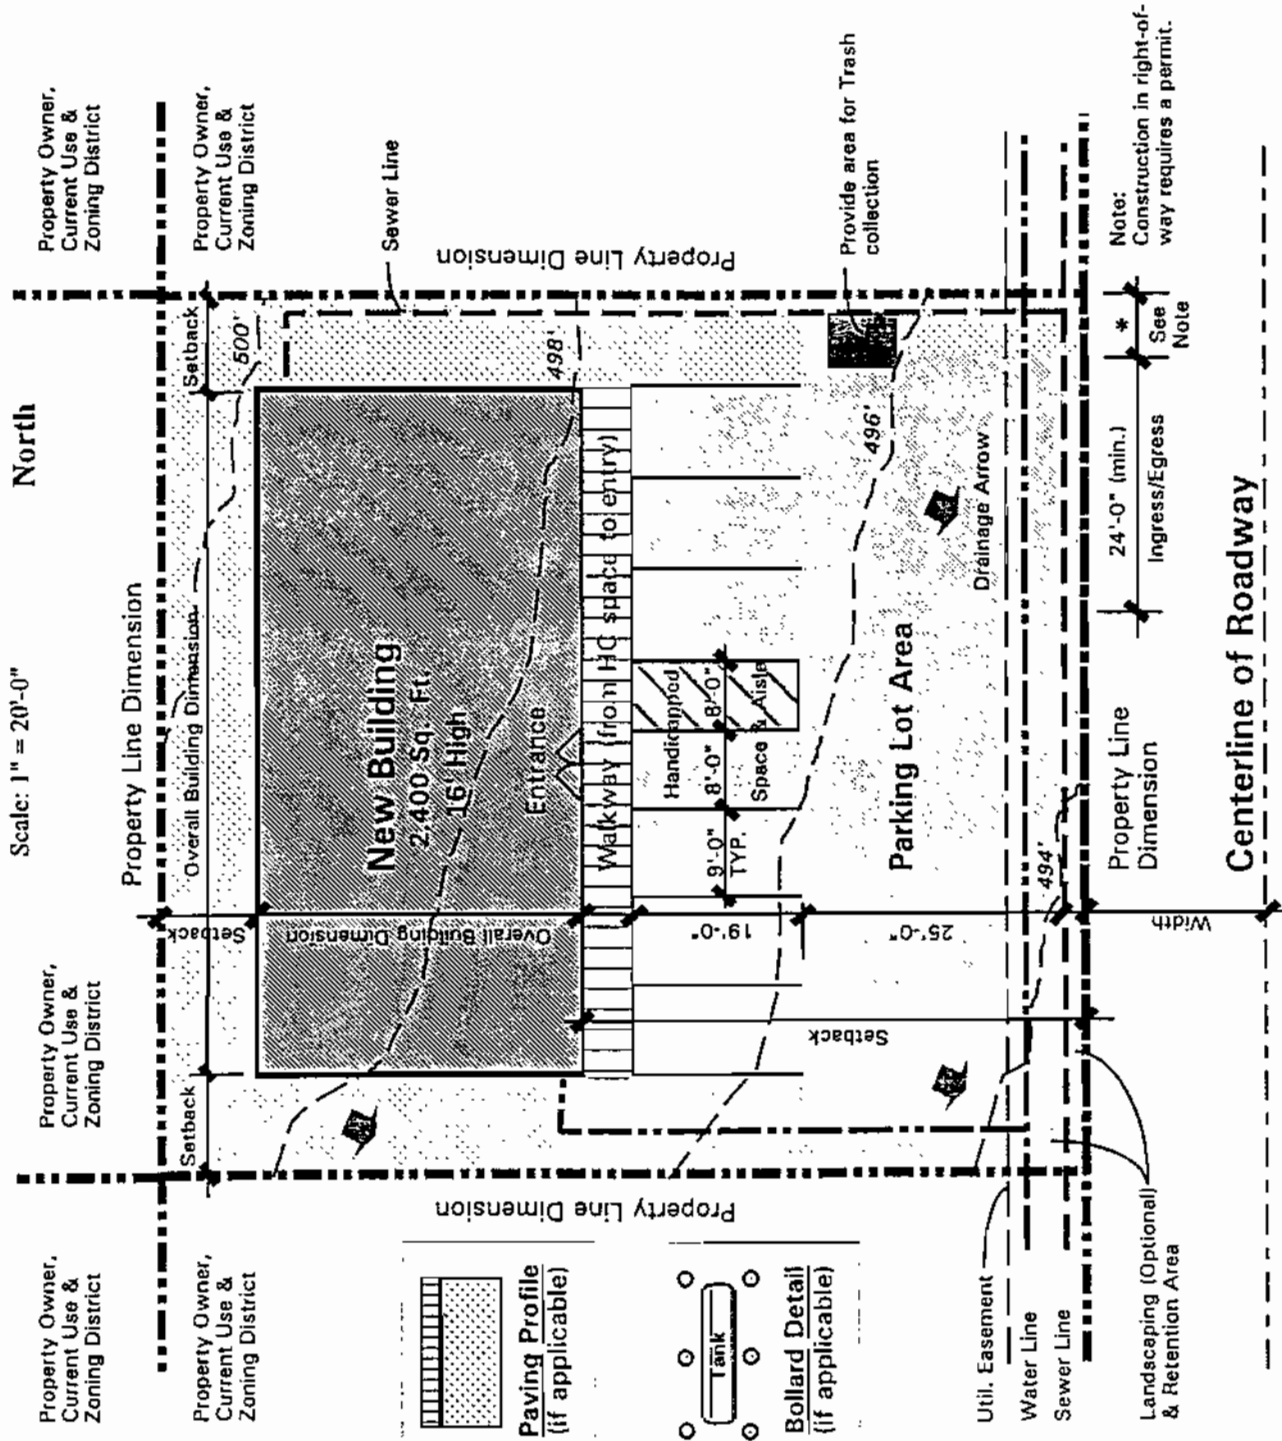 Scale: 1" = 20'-0"
North
Property Owner,
Current Use &
Zoning District
Property Owner,
Current Use &
Zoning District
Property Owner,
Current Use &
Zoning District
Property Owner,
Current Use &
Zoning District
Property Owner,
Current Use &
Zoning District
Property Line Dimension
Setback
Overall Building Dimension
Setback
500'
Sewer Line
Setback
Overall Building Dimension
New Building
2,400 Sq. Ft.
16' High
Entrance
498'
Property Line Dimension
Property Line Dimension
Walkway (from HC space to entry)
Handicapped
Space & Aisle
9'-0"
TYP.
8'-0"
8'-0"
19'-0"
Provide area for Trash
collection
496'
Parking Lot Area
Drainage Arrow
25'-0"
Setback
494'
Paving Profile
(if applicable)
Tank
Bollard Detail
(if applicable)
Util. Easement
Water Line
Sewer Line
Landscaping (Optional)
& Retention Area
Property Line
Dimension
24'-0" (min.)
Ingress/Egress
*
See
Note
Note:
Construction in right-of-
way requires a permit.
Width
Centerline of Roadway